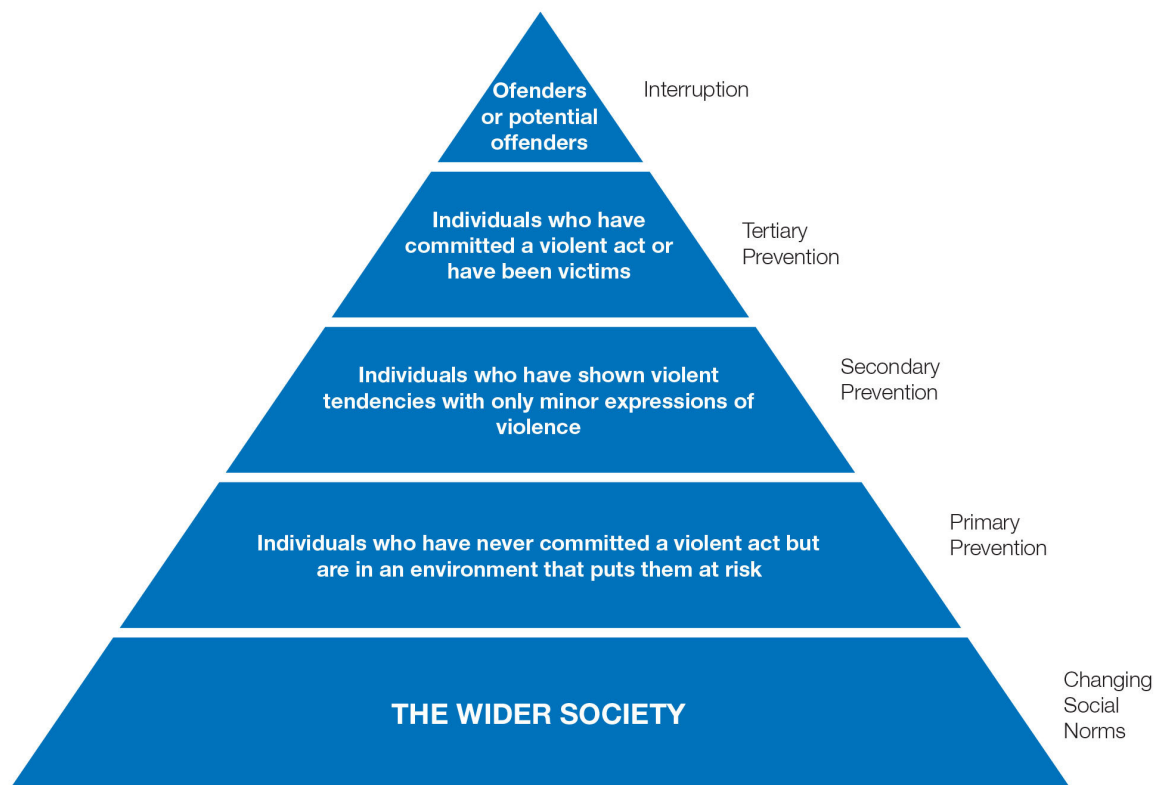 Ofenders
or potential
offenders
Interruption
Individuals who have
committed a violent act or
have been victims
Tertiary
Prevention
Individuals who have shown violent
tendencies with only minor expressions of
violence
Secondary
Prevention
Individuals who have never committed a violent act but
are in an environment that puts them at risk
Primary
Prevention
THE WIDER SOCIETY
Changing
Social
Norms